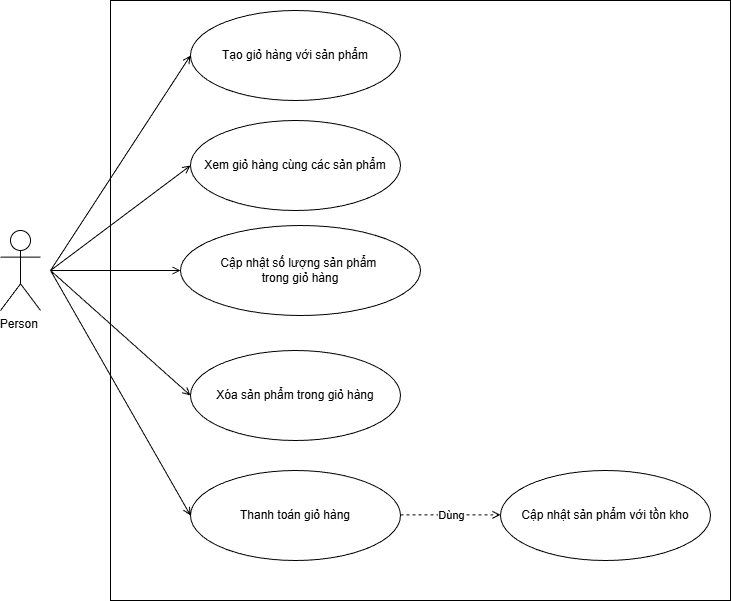 Tạo giỏ hàng với sản phẩm
Xem giỏ hàng cùng các sản phẩm
Cập nhật số lượng sản phẩm
trong giỏ hàng
Person
Xóa sản phẩm trong giỏ hàng
Thanh toán giỏ hàng
Dùng
Cập nhật sản phẩm với tồn kho